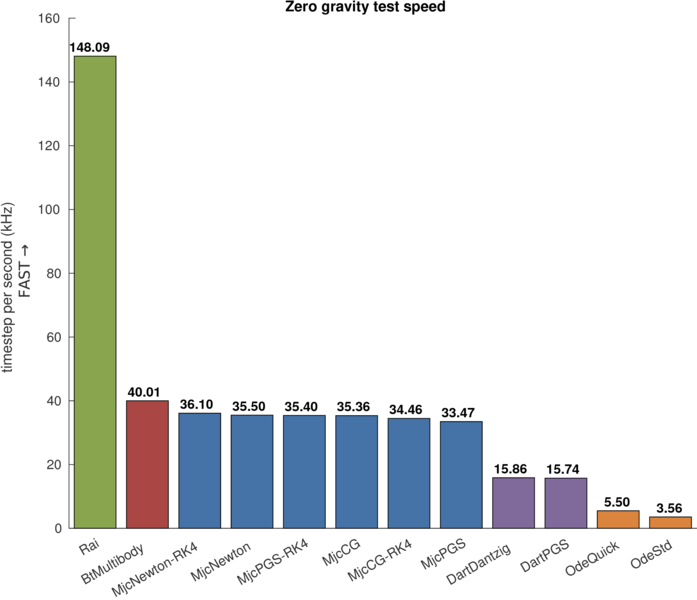 Zero gravity test speed
160
140
120
100
80
60
40
20
0
timestep per second (kHz)
FAST →
148.09
40.01
36.10
35.50
35.40
35.36
34.46
33.47
15.86
15.74
5.50
3.56
Rai
BtMultibody
MjcNewton-RK4
MjcNewton
MjcPGS-RK4
MjcCG
MjcCG-RK4
MjcPGS
DartDantzig
DartPGS
OdeQuick
OdeStd